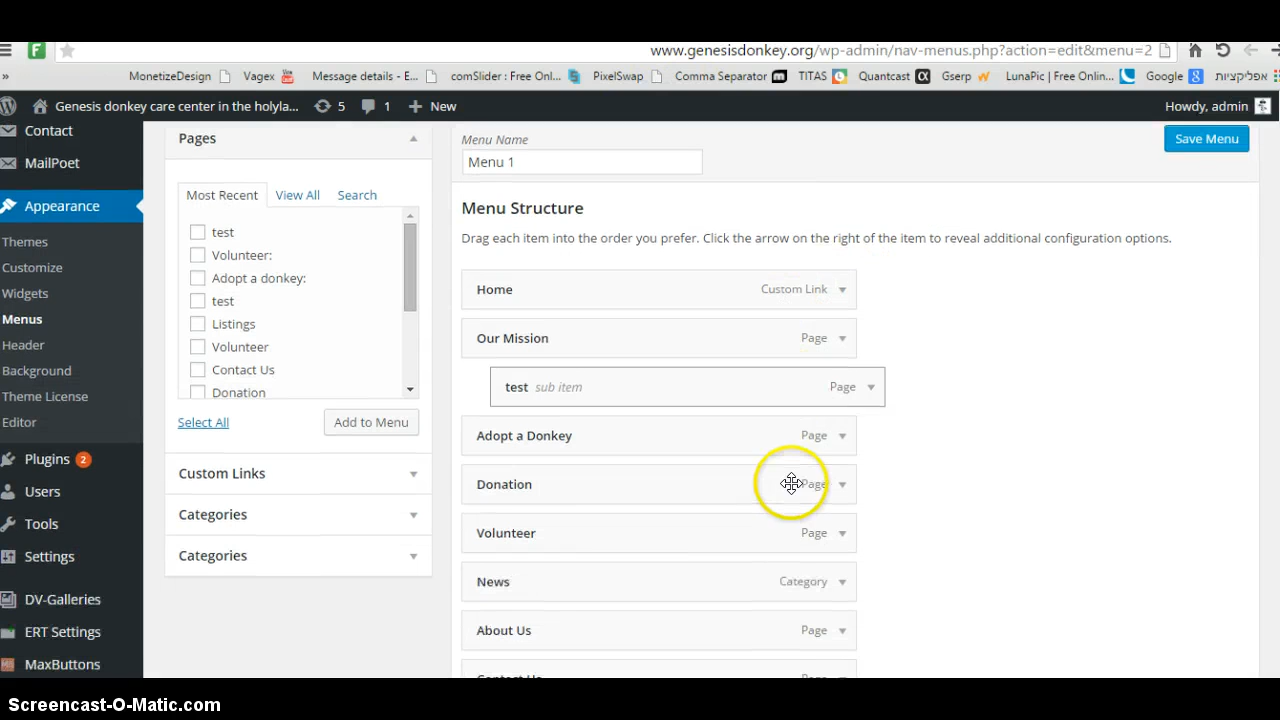 www.genesisdonkey.org/wp-admin/nav-menus.php?action=edit&menu=2
» MonetizeDesign Vagex Message details - E... comSlider : Free Onl... PixelSwap Comma Separator TITAS Quantcast Gserp LunaPic | Free Onlin... Google אפליקציות
Genesis donkey care center in the holyla... 5 1 New Howdy, admin
Contact
MailPoet
Appearance
Themes
Customize
Widgets
Menus
Header
Background
Theme License
Editor
Plugins 2
Users
Tools
Settings
DV-Galleries
ERT Settings
MaxButtons
Pages
Most Recent View All Search
test
Volunteer:
Adopt a donkey:
test
Listings
Volunteer
Contact Us
Donation
Select All Add to Menu
Custom Links
Categories
Categories
Menu Name
Menu 1
Save Menu
Menu Structure
Drag each item into the order you prefer. Click the arrow on the right of the item to reveal additional configuration options.
Home Custom Link
Our Mission Page
test sub item Page
Adopt a Donkey Page
Donation Page
Volunteer Page
News Category
About Us Page
Contact Us Page
Screencast-O-Matic.com